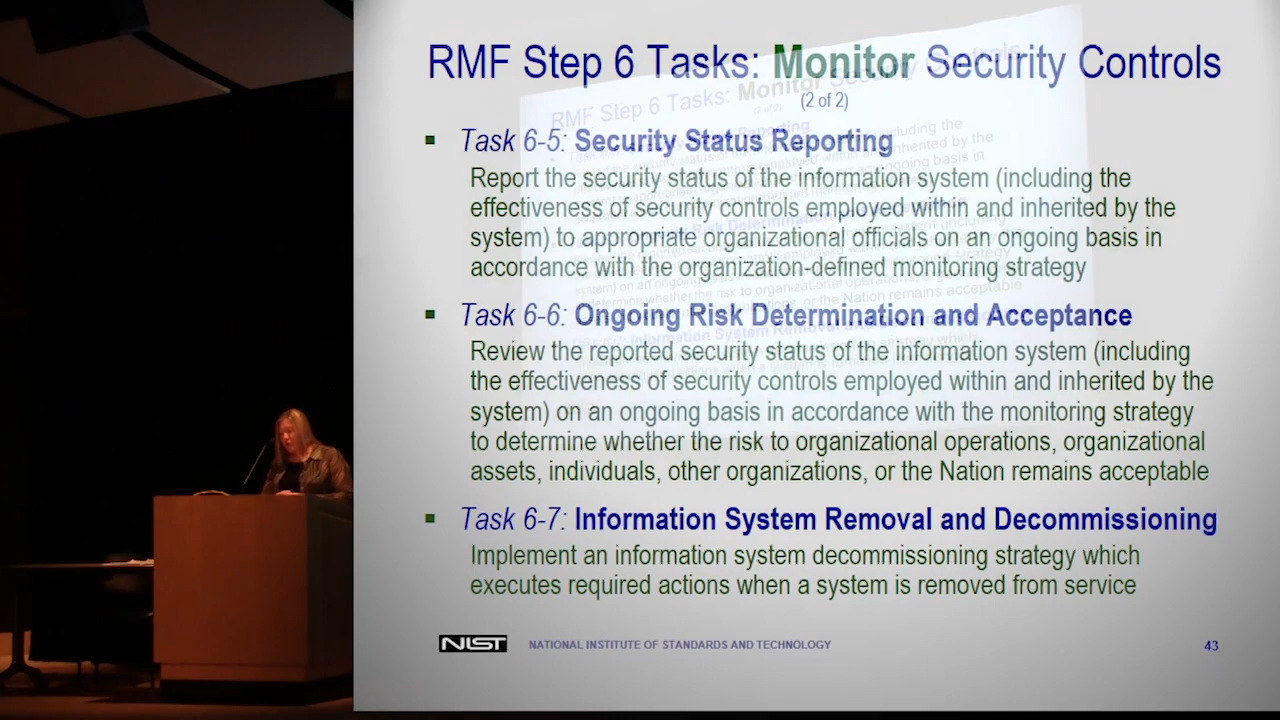 RMF Step 6 Tasks: Monitor Security Controls
(2 of 2)
▪ Task 6-5: Security Status Reporting
Report the security status of the information system (including the
effectiveness of security controls employed within and inherited by the
system) to appropriate organizational officials on an ongoing basis in
accordance with the organization-defined monitoring strategy
▪ Task 6-6: Ongoing Risk Determination and Acceptance
Review the reported security status of the information system (including
the effectiveness of security controls employed within and inherited by the
system) on an ongoing basis in accordance with the monitoring strategy
to determine whether the risk to organizational operations, organizational
assets, individuals, other organizations, or the Nation remains acceptable
▪ Task 6-7: Information System Removal and Decommissioning
Implement an information system decommissioning strategy which
executes required actions when a system is removed from service
NIST NATIONAL INSTITUTE OF STANDARDS AND TECHNOLOGY 43